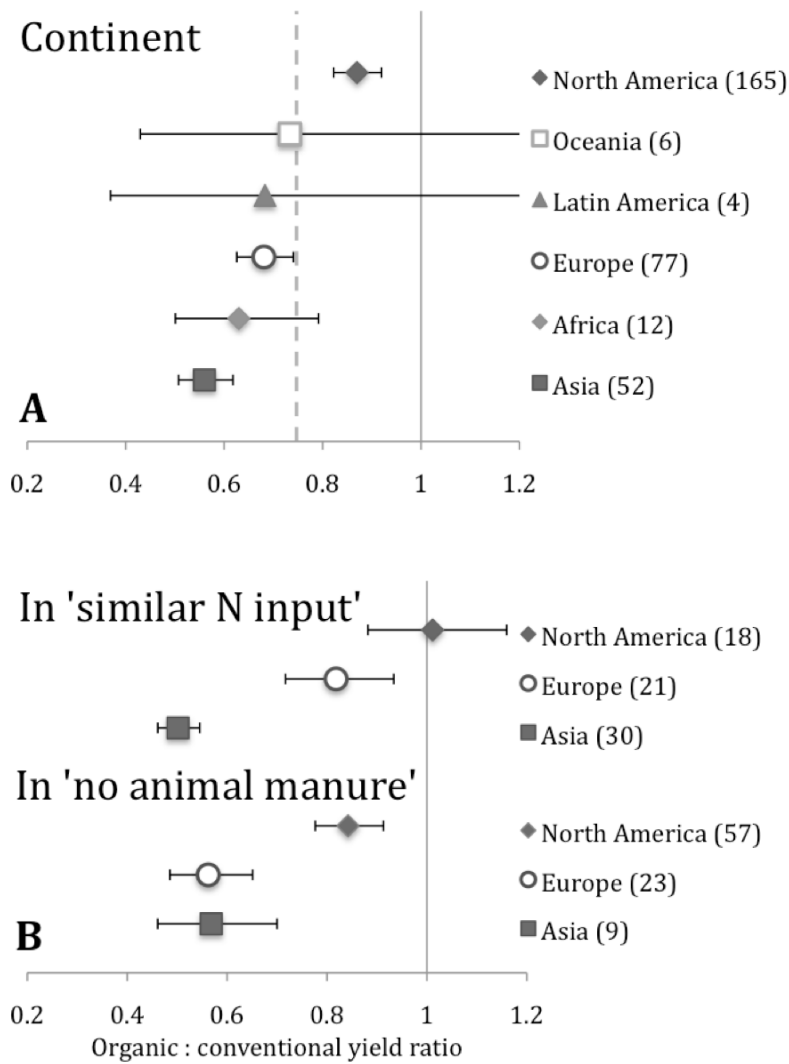 Continent
North America (165)
Oceania (6)
Latin America (4)
Europe (77)
Africa (12)
Asia (52)
A
0.2 0.4 0.6 0.8 1 1.2
In 'similar N input'
North America (18)
Europe (21)
Asia (30)
In 'no animal manure'
North America (57)
Europe (23)
Asia (9)
B
0.2 0.4 0.6 0.8 1 1.2
Organic : conventional yield ratio